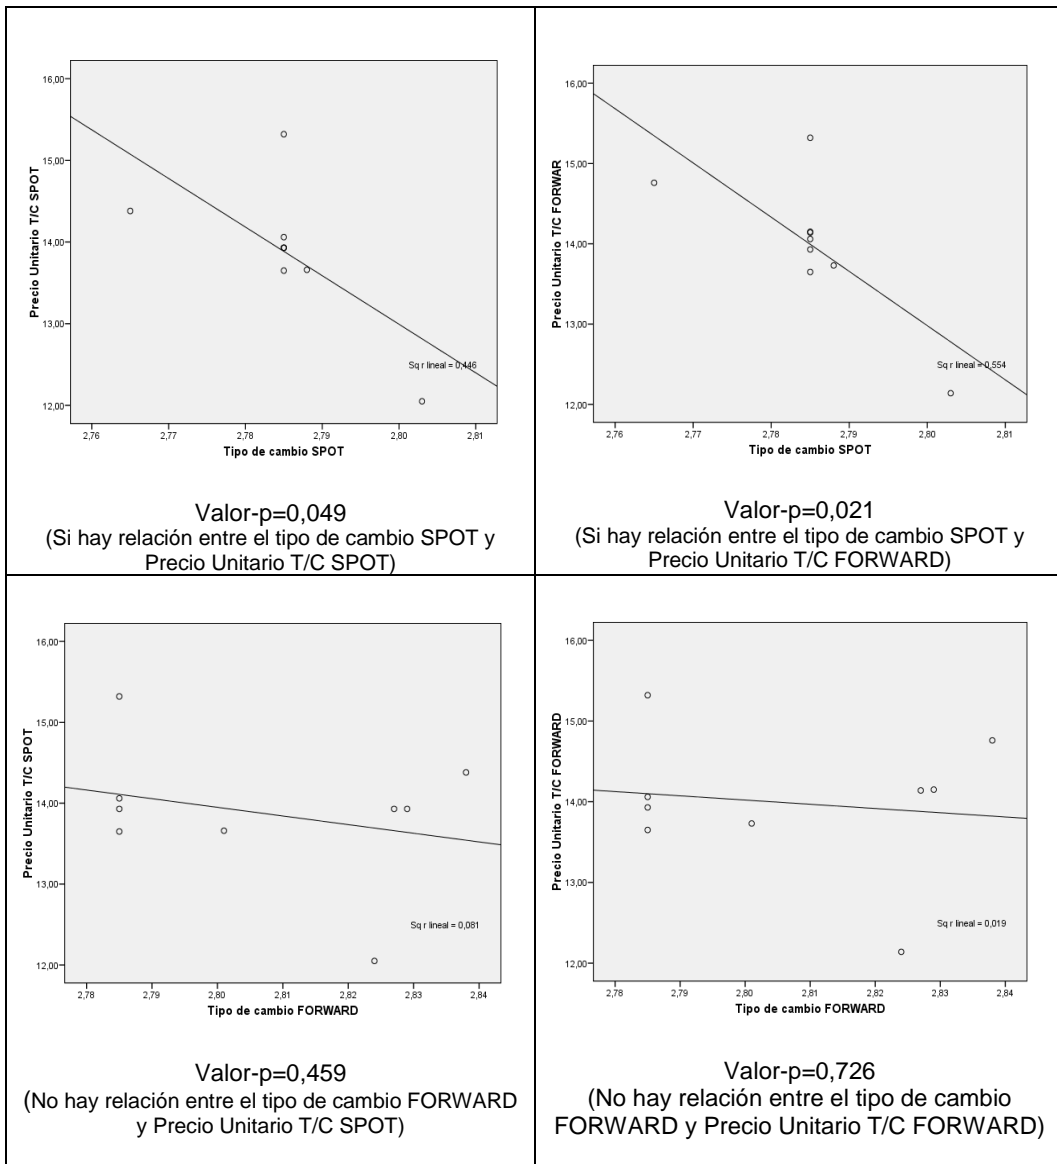 16,00
15,00
14,00
13,00
12,00
Precio Unitario T/C SPOT
Sq r lineal = 0,446
2,76 2,77 2,78 2,79 2,80 2,81
Tipo de cambio SPOT
Valor-p=0,049
(Si hay relación entre el tipo de cambio SPOT y
Precio Unitario T/C SPOT)
16,00
15,00
14,00
13,00
12,00
Precio Unitario T/C FORWAR
Sq r lineal = 0,554
2,76 2,77 2,78 2,79 2,80 2,81
Tipo de cambio SPOT
Valor-p=0,021
(Si hay relación entre el tipo de cambio SPOT y
Precio Unitario T/C FORWARD)
16,00
15,00
14,00
13,00
12,00
Precio Unitario T/C SPOT
Sq r lineal = 0,081
2,78 2,79 2,80 2,81 2,82 2,83 2,84
Tipo de cambio FORWARD
Valor-p=0,459
(No hay relación entre el tipo de cambio FORWARD
y Precio Unitario T/C SPOT)
16,00
15,00
14,00
13,00
12,00
Precio Unitario T/C FORWARD
Sq r lineal = 0,019
2,78 2,79 2,80 2,81 2,82 2,83 2,84
Tipo de cambio FORWARD
Valor-p=0,726
(No hay relación entre el tipo de cambio
FORWARD y Precio Unitario T/C FORWARD)